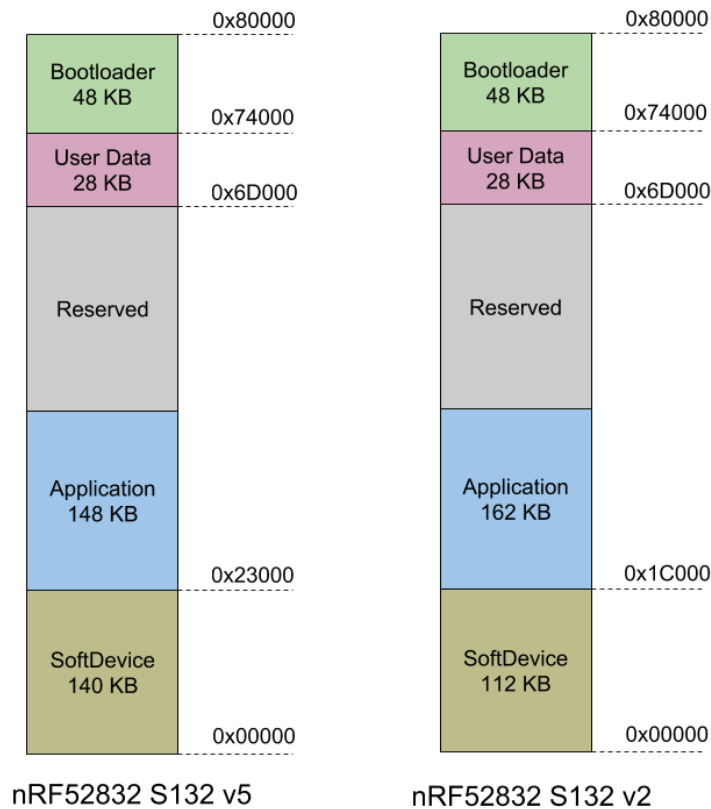 0x80000
Bootloader
48 KB
0x74000
User Data
28 KB
0x6D000
Reserved
Application
148 KB
0x23000
SoftDevice
140 KB
0x00000
nRF52832 S132 v5
0x80000
Bootloader
48 KB
0x74000
User Data
28 KB
0x6D000
Reserved
Application
162 KB
0x1C000
SoftDevice
112 KB
0x00000
nRF52832 S132 v2